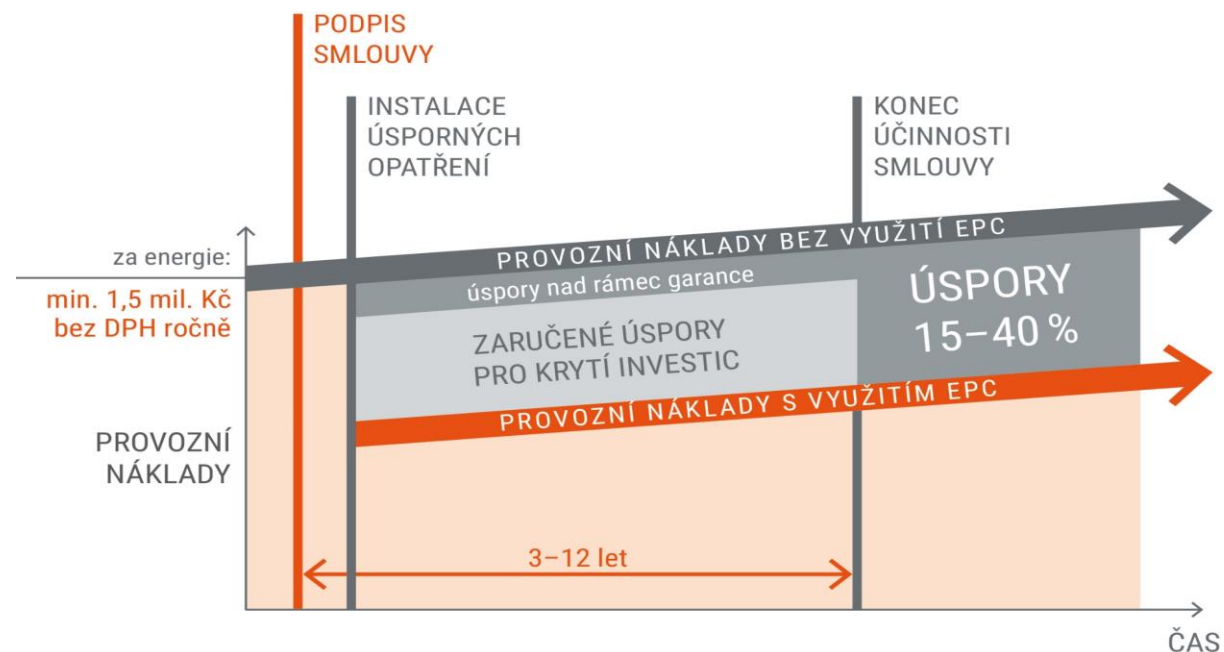 PODPIS
SMLOUVY
INSTALACE
ÚSPORNÝCH
OPATŘENÍ
KONEC
ÚČINNOSTI
SMLOUVY
za energie:
min. 1,5 mil. Kč
bez DPH ročně
PROVOZNÍ NÁKLADY BEZ VYUŽITÍ EPC
úspory nad rámec garance
ZARUČENÉ ÚSPORY
PRO KRYTÍ INVESTIC
ÚSPORY
15–40 %
PROVOZNÍ NÁKLADY S VYUŽITÍM EPC
PROVOZNÍ
NÁKLADY
3–12 let
ČAS